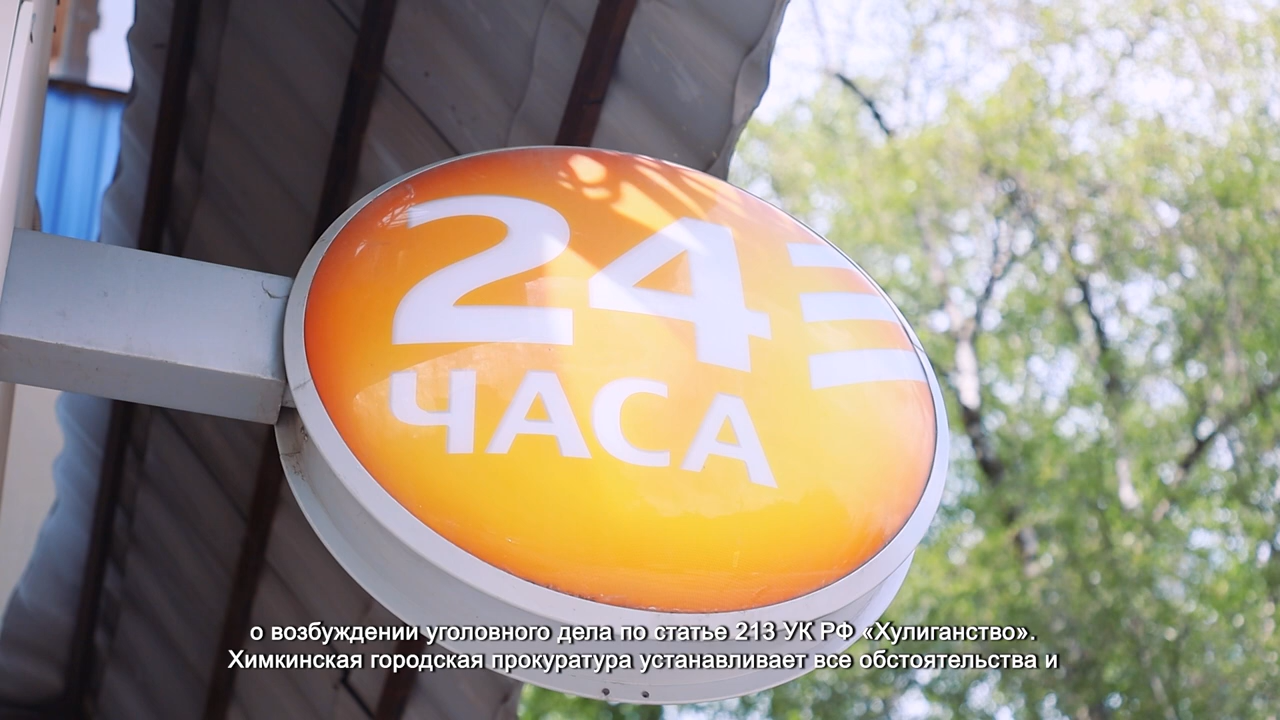 24
ЧАСА
о возбуждении уголовного дела по статье 213 УК РФ «Хулиганство».
Химкинская городская прокуратура устанавливает все обстоятельства и